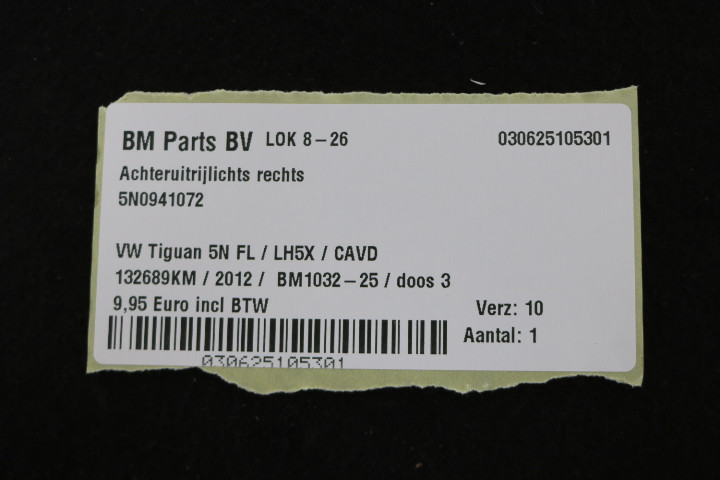 BM Parts BV LOK 8-26 030625105301
Achteruitrijlichts rechts
5N0941072
VW Tiguan 5N FL / LH5X / CAVD
132689KM / 2012 / BM1032-25 / doos 3
9,95 Euro incl BTW Verz: 10
Aantal: 1
030625105301